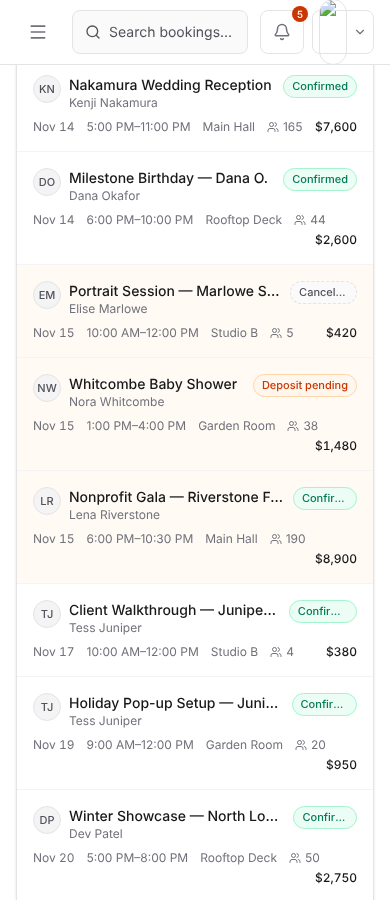 Search bookings...
5
KN
Nakamura Wedding Reception
Confirmed
Kenji Nakamura
Nov 14 5:00 PM–11:00 PM Main Hall 165 $7,600
DO
Milestone Birthday — Dana O.
Confirmed
Dana Okafor
Nov 14 6:00 PM–10:00 PM Rooftop Deck 44
$2,600
EM
Portrait Session — Marlowe S...
Cancel...
Elise Marlowe
Nov 15 10:00 AM–12:00 PM Studio B 5 $420
NW
Whitcombe Baby Shower
Deposit pending
Nora Whitcombe
Nov 15 1:00 PM–4:00 PM Garden Room 38
$1,480
LR
Nonprofit Gala — Riverstone F...
Confir...
Lena Riverstone
Nov 15 6:00 PM–10:30 PM Main Hall 190
$8,900
TJ
Client Walkthrough — Junipe...
Confir...
Tess Juniper
Nov 17 10:00 AM–12:00 PM Studio B 4 $380
TJ
Holiday Pop-up Setup — Juni...
Confir...
Tess Juniper
Nov 19 9:00 AM–12:00 PM Garden Room 20
$950
DP
Winter Showcase — North Lo...
Confir...
Dev Patel
Nov 20 5:00 PM–8:00 PM Rooftop Deck 50
$2,750